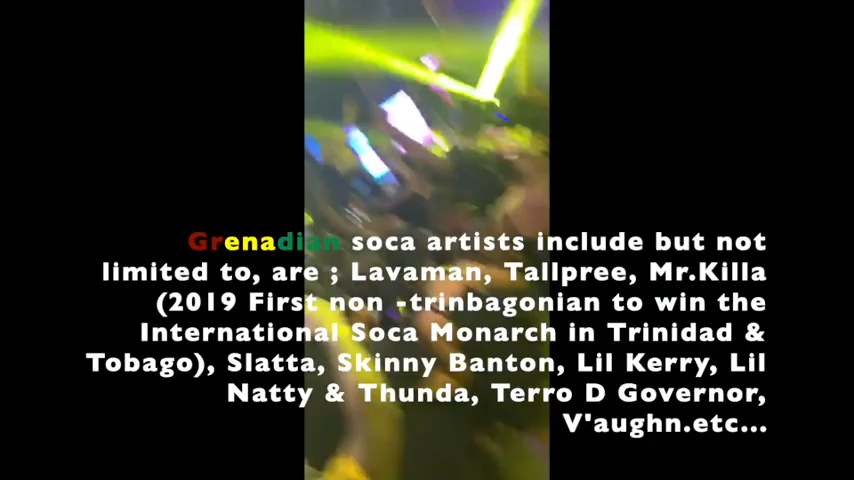 Grenadian soca artists include but not
limited to, are ; Lavaman, Tallpree, Mr.Killa
(2019 First non -trinbagonian to win the
International Soca Monarch in Trinidad &
Tobago), Slatta, Skinny Banton, Lil Kerry, Lil
Natty & Thunda, Terro D Governor,
V'aughn.etc...